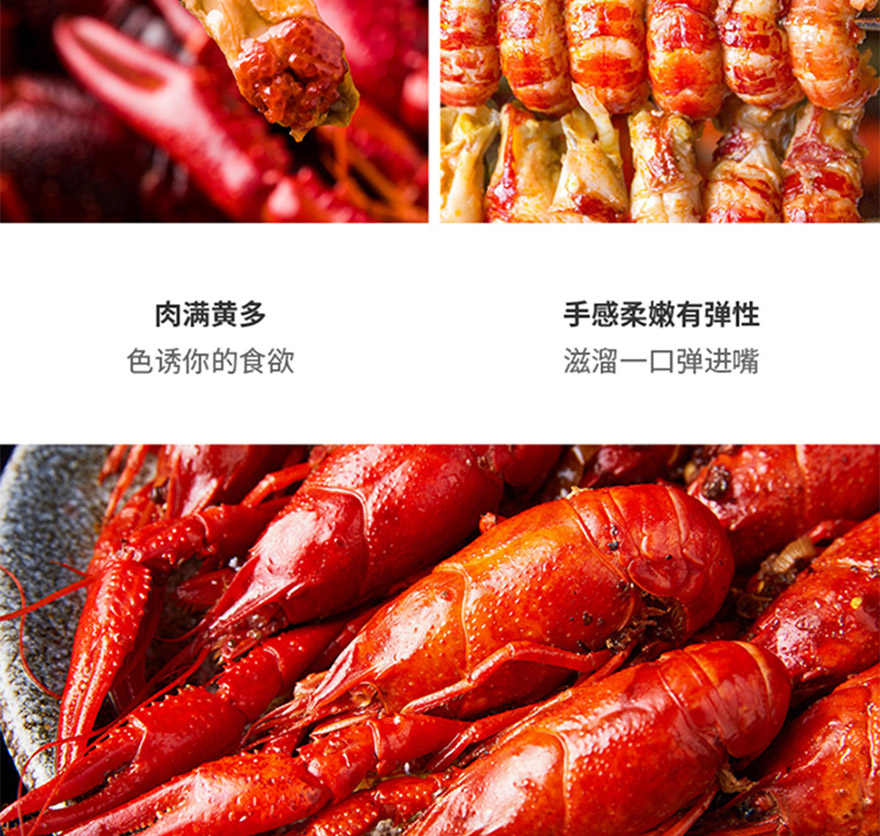 肉满黄多
色诱你的食欲
手感柔嫩有弹性
滋溜一口弹进嘴